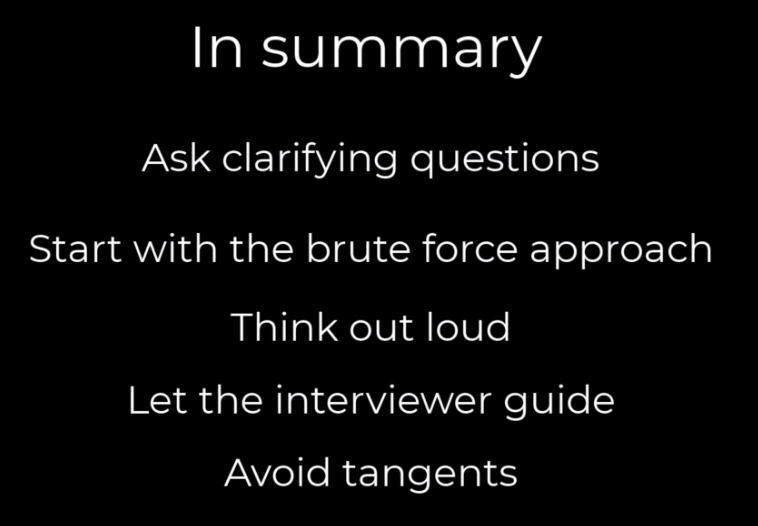 In summary
Ask clarifying questions
Start with the brute force approach
Think out loud
Let the interviewer guide
Avoid tangents